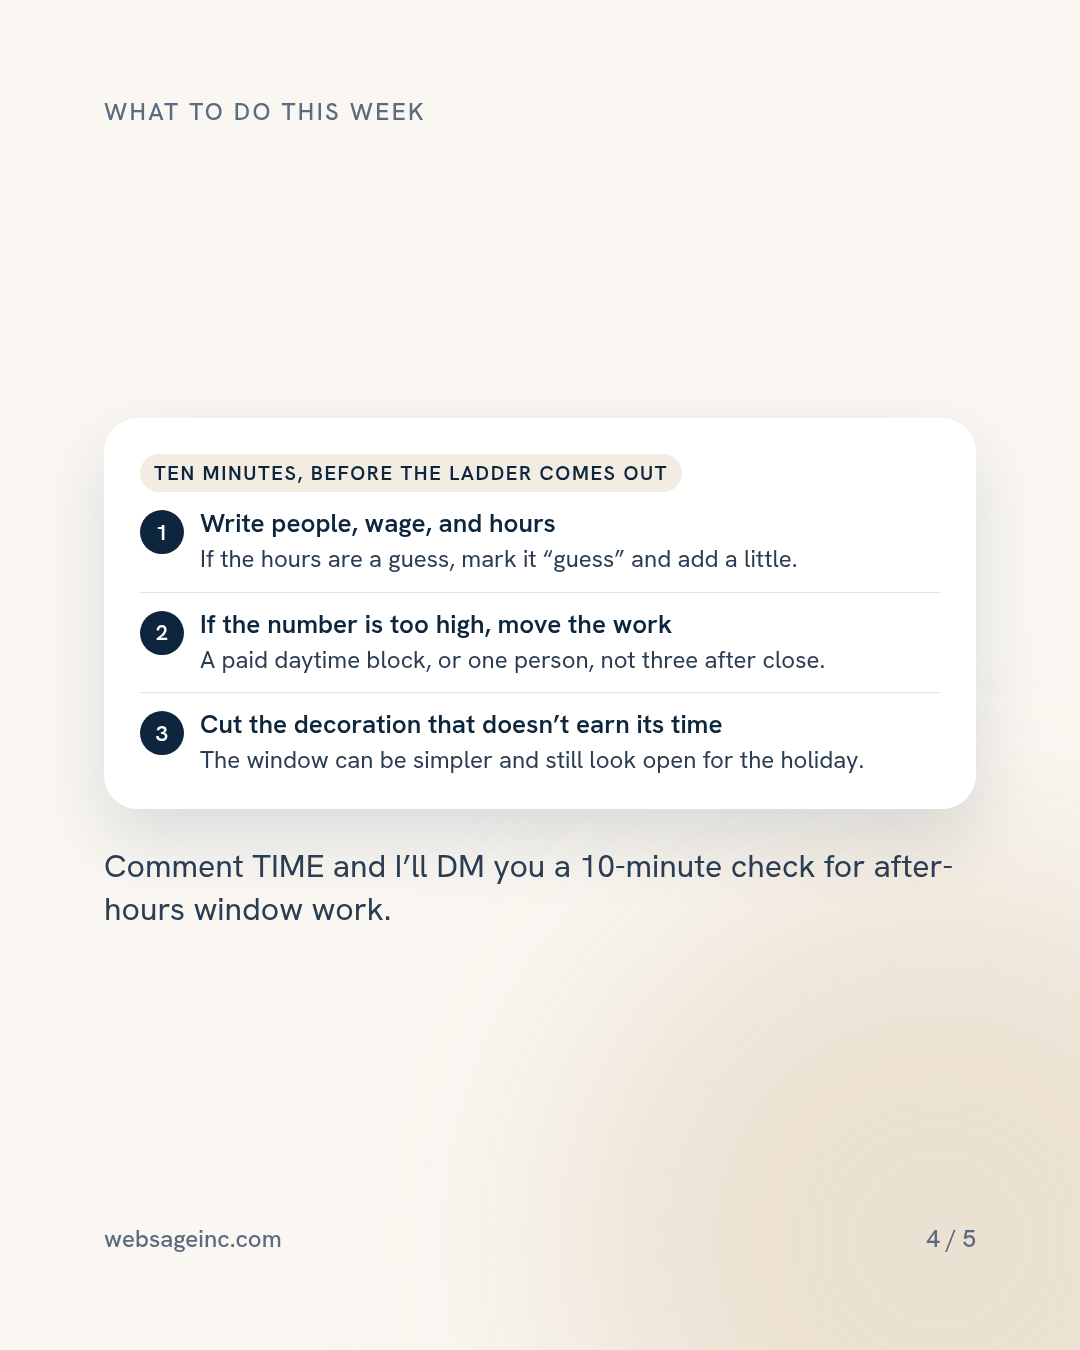 WHAT TO DO THIS WEEK
TEN MINUTES, BEFORE THE LADDER COMES OUT
1
Write people, wage, and hours
If the hours are a guess, mark it “guess” and add a little.
2
If the number is too high, move the work
A paid daytime block, or one person, not three after close.
3
Cut the decoration that doesn’t earn its time
The window can be simpler and still look open for the holiday.
Comment TIME and I’ll DM you a 10-minute check for after-
hours window work.
websageinc.com
4 / 5